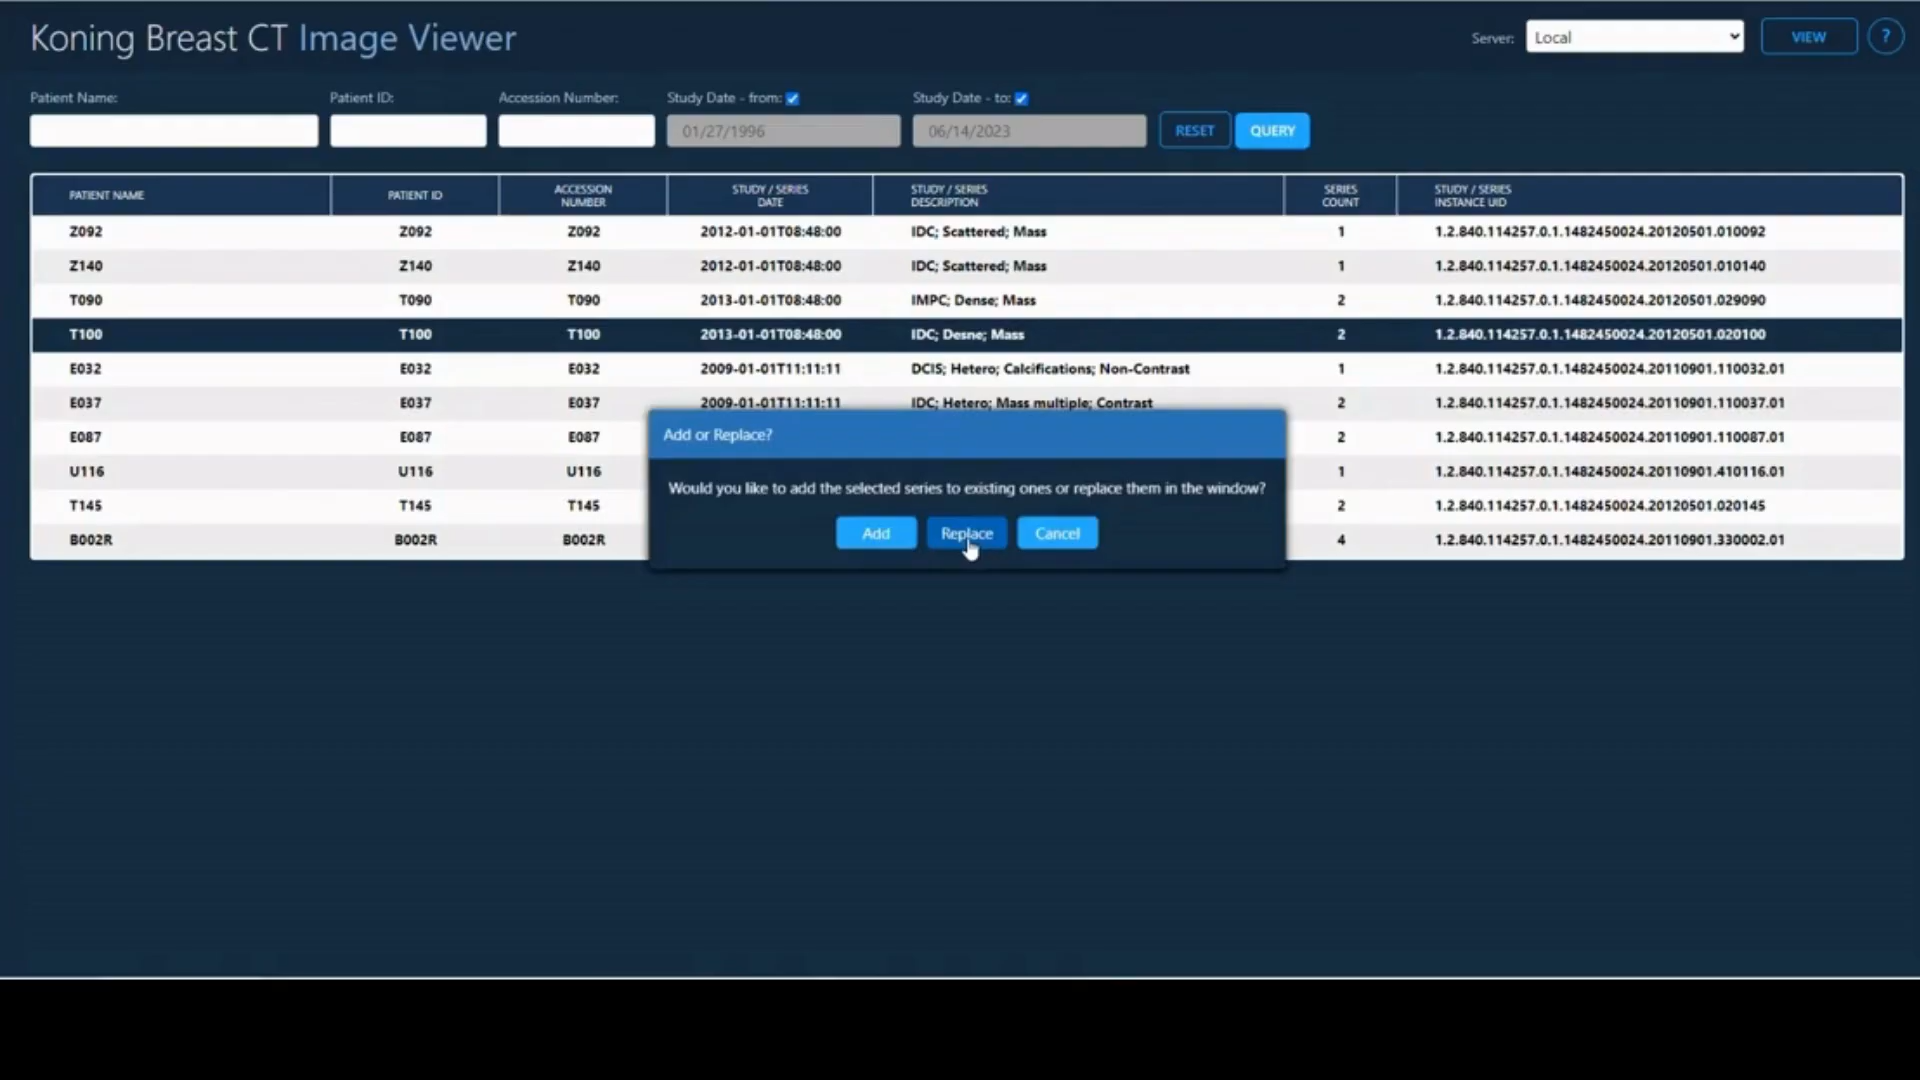 Koning Breast CT Image Viewer
Server: Local VIEW ?
Patient Name: Patient ID: Accession Number: Study Date - from: Study Date - to:
01/27/1996 06/14/2023 RESET QUERY
PATIENT NAME PATIENT ID ACCESSION NUMBER STUDY / SERIES DATE STUDY / SERIES DESCRIPTION SERIES COUNT STUDY / SERIES INSTANCE UID
Z092 Z092 Z092 2012-01-01T08:48:00 IDC; Scattered; Mass 1 1.2.840.114257.0.1.1482450024.20120501.010092
Z140 Z140 Z140 2012-01-01T08:48:00 IDC; Scattered; Mass 1 1.2.840.114257.0.1.1482450024.20120501.010140
T090 T090 T090 2013-01-01T08:48:00 IMPC; Dense; Mass 2 1.2.840.114257.0.1.1482450024.20120501.029090
T100 T100 T100 2013-01-01T08:48:00 IDC; Desne; Mass 2 1.2.840.114257.0.1.1482450024.20120501.020100
E032 E032 E032 2009-01-01T11:11:11 DCIS; Hetero; Calcifications; Non-Contrast 1 1.2.840.114257.0.1.1482450024.20110901.110032.01
E037 E037 E037 2009-01-01T11:11:11 IDC; Hetero; Mass multiple; Contrast 2 1.2.840.114257.0.1.1482450024.20110901.110037.01
E087 E087 E087 2 1.2.840.114257.0.1.1482450024.20110901.110087.01
U116 U116 U116 1 1.2.840.114257.0.1.1482450024.20110901.410116.01
T145 T145 T145 2 1.2.840.114257.0.1.1482450024.20120501.020145
B002R B002R B002R 4 1.2.840.114257.0.1.1482450024.20110901.330002.01
Add or Replace?
Would you like to add the selected series to existing ones or replace them in the window?
Add Replace Cancel